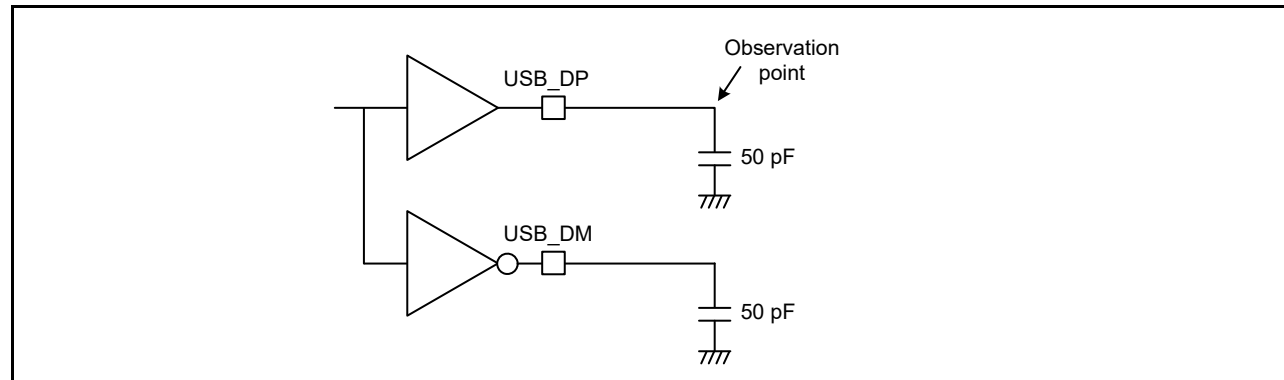 Observation
point
USB_DP
50 pF
USB_DM
50 pF